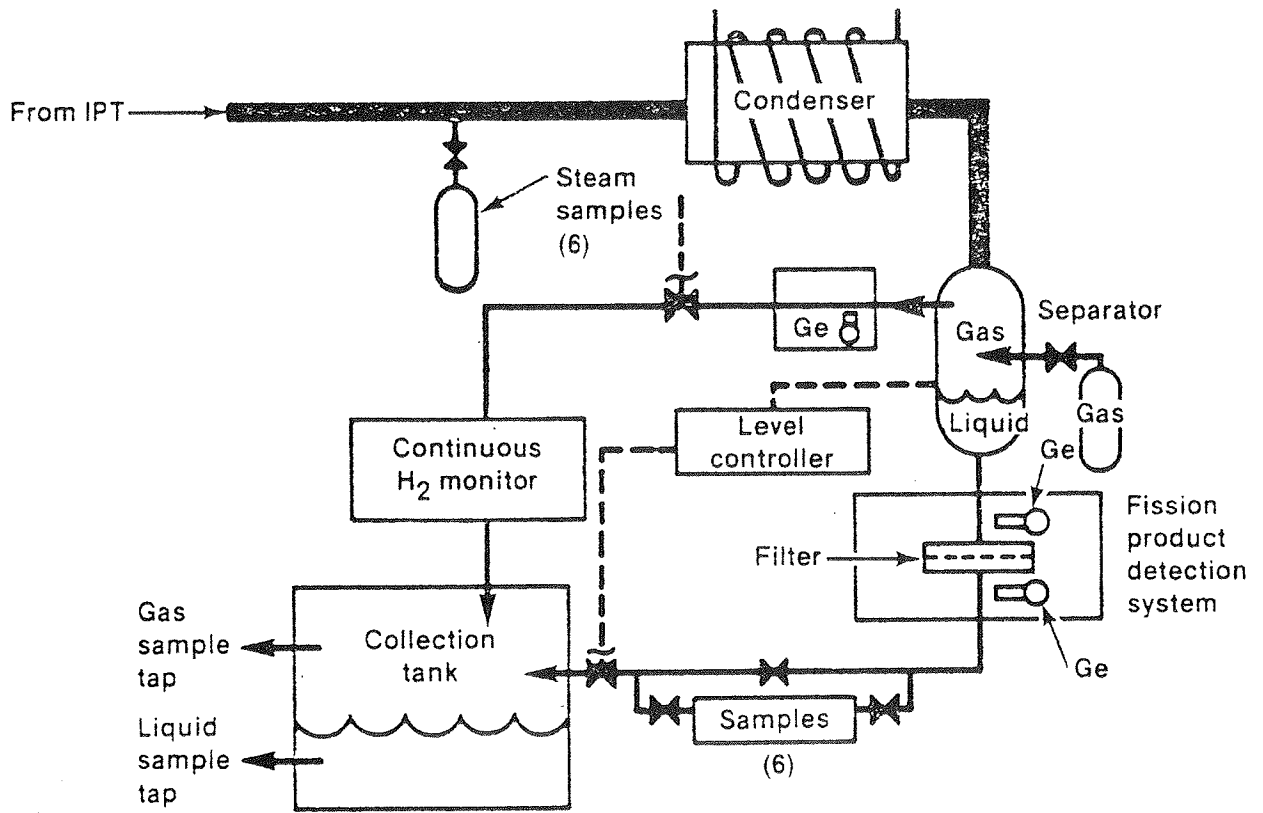 Condenser
From IPT
Steam
samples
(6)
Ge
Gas
Separator
Liquid
Gas
Level
controller
Continuous
H2 monitor
Ge
Filter
Fission
product
detection
system
Ge
Gas
sample
tap
Collection
tank
Samples
(6)
Liquid
sample
tap